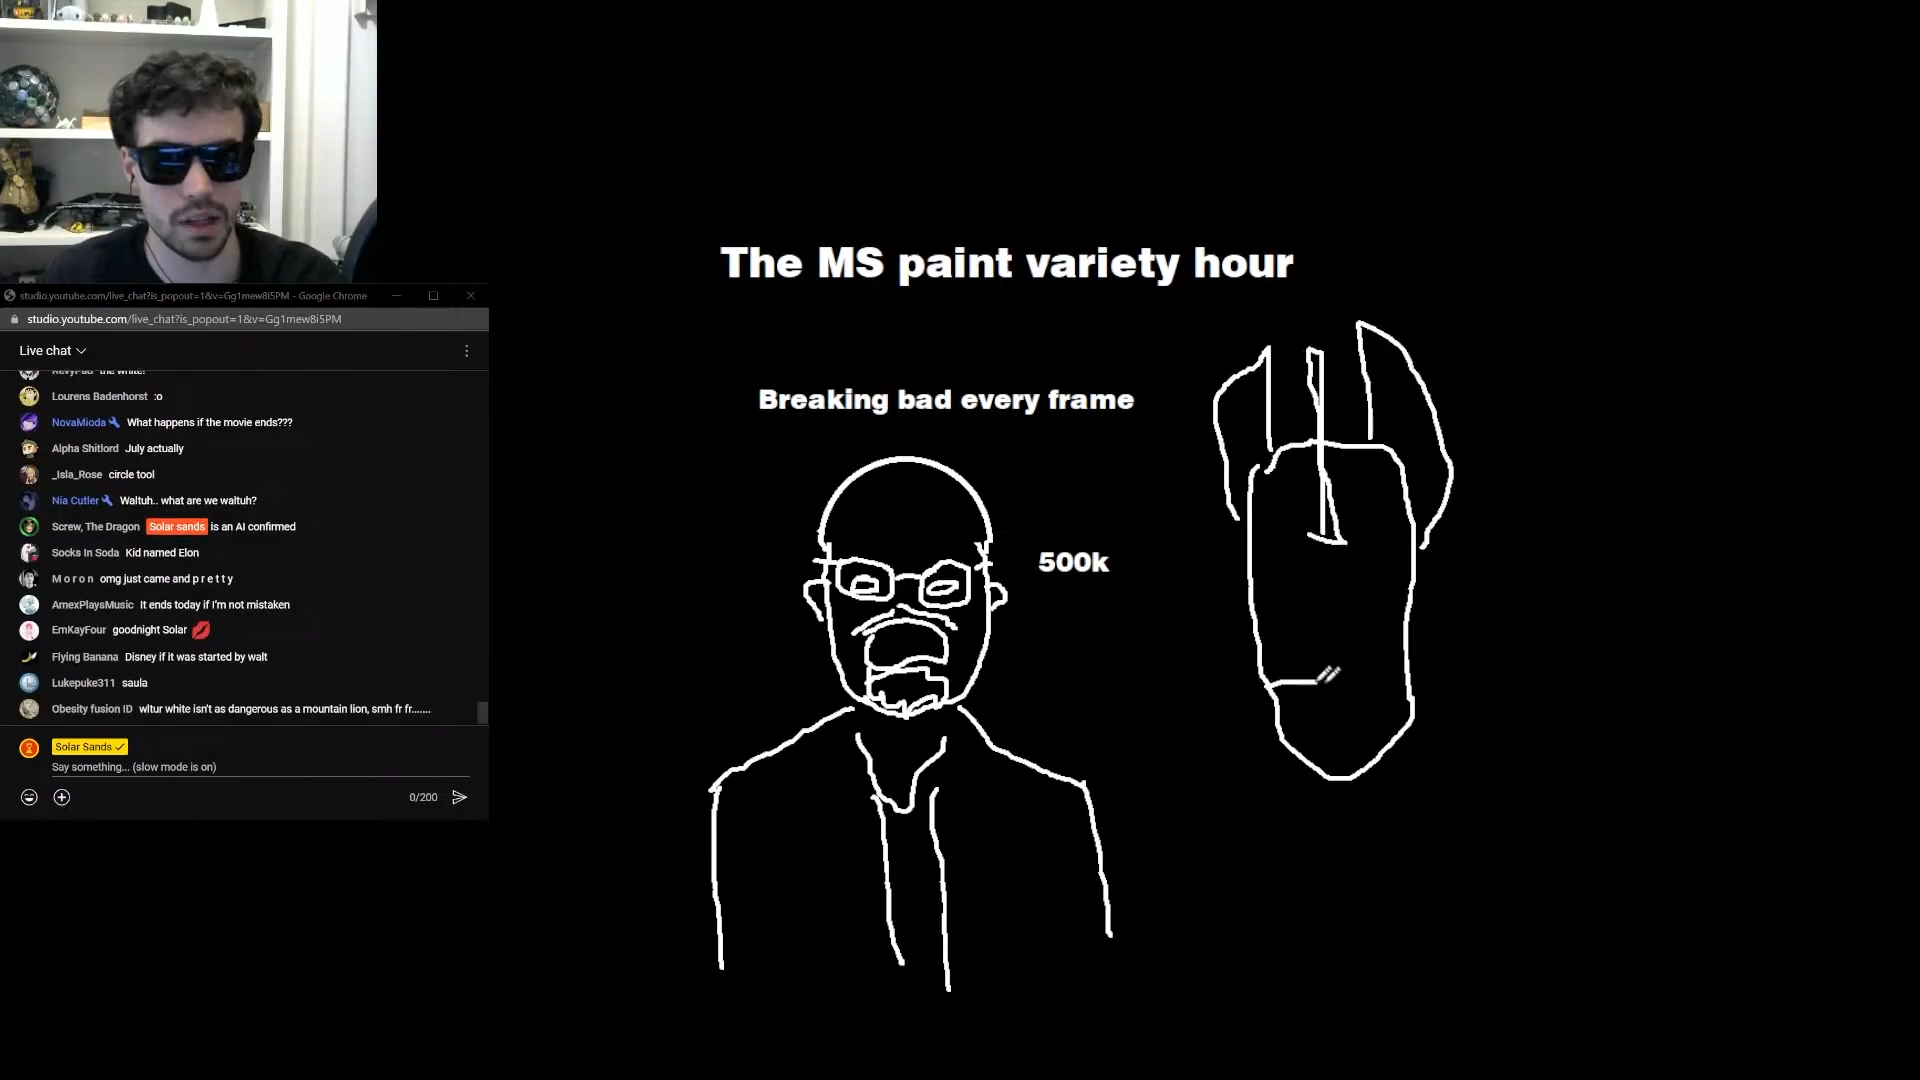 studio.youtube.com/live_chat?is_popout=1&v=Gg1mew8i5PM - Google Chrome
studio.youtube.com/live_chat?is_popout=1&v=Gg1mew8i5PM
Live chat
RevyPad the white!
Lourens Badenhorst :o
NovaMioda What happens if the movie ends???
Alpha Shitlord July actually
_Isla_Rose circle tool
Nia Cutler Waltuh.. what are we waltuh?
Screw, The Dragon Solar sands is an AI confirmed
Socks In Soda Kid named Elon
M o r o n omg just came and p r e t t y
AmexPlaysMusic It ends today if I'm not mistaken
EmKayFour goodnight Solar
Flying Banana Disney if it was started by walt
Lukepuke311 saula
Obesity fusion ID wltur white isn't as dangerous as a mountain lion, smh fr fr.......
Solar Sands
Say something... (slow mode is on)
0/200
The MS paint variety hour
Breaking bad every frame
500k